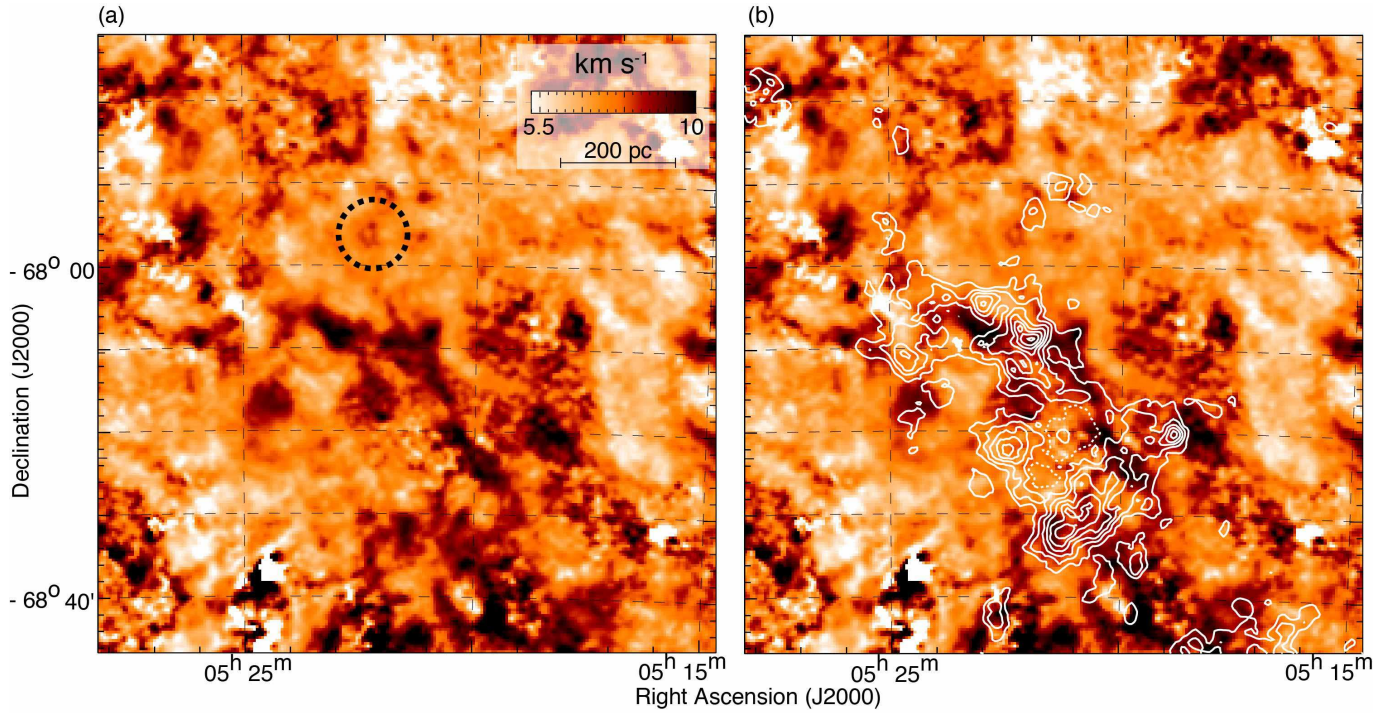 (a)
(b)
km s⁻¹
5.5 10
200 pc
- 68° 00
- 68° 40'
Declination (J2000)
05ʰ 25ᵐ
05ʰ 15ᵐ
05ʰ 25ᵐ
05ʰ 15ᵐ
Right Ascension (J2000)